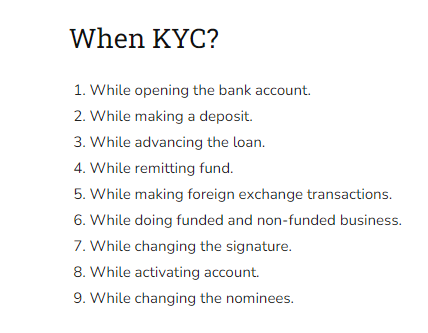 When KYC?
1. While opening the bank account.
2. While making a deposit.
3. While advancing the loan.
4. While remitting fund.
5. While making foreign exchange transactions.
6. While doing funded and non-funded business.
7. While changing the signature.
8. While activating account.
9. While changing the nominees.